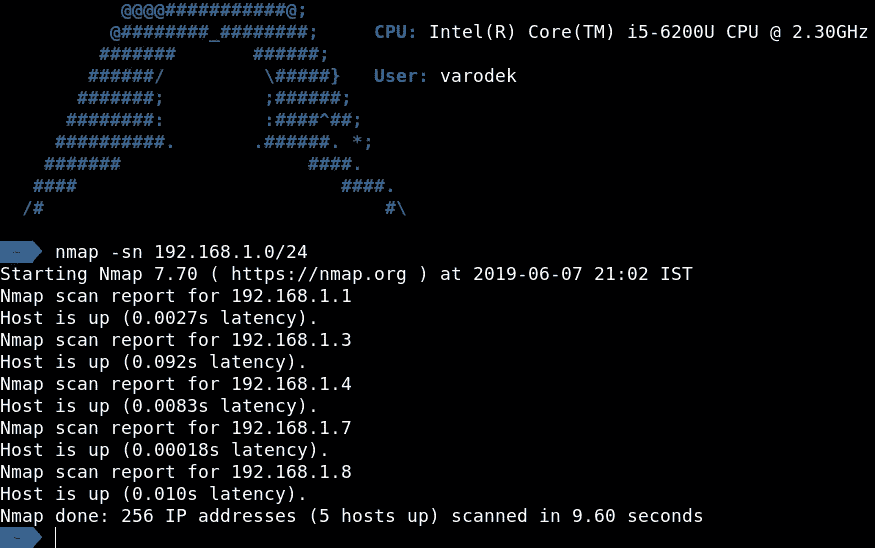 @@@@###########@;
@########_########; CPU: Intel(R) Core(TM) i5-6200U CPU @ 2.30GHz
####### ######;
######/ \#####} User: varodek
#######; ;######;
########: :####^##;
##########. .######. *;
####### ####.
#### ####.
/# #\
~ nmap -sn 192.168.1.0/24
Starting Nmap 7.70 ( https://nmap.org ) at 2019-06-07 21:02 IST
Nmap scan report for 192.168.1.1
Host is up (0.0027s latency).
Nmap scan report for 192.168.1.3
Host is up (0.092s latency).
Nmap scan report for 192.168.1.4
Host is up (0.0083s latency).
Nmap scan report for 192.168.1.7
Host is up (0.00018s latency).
Nmap scan report for 192.168.1.8
Host is up (0.010s latency).
Nmap done: 256 IP addresses (5 hosts up) scanned in 9.60 seconds
~